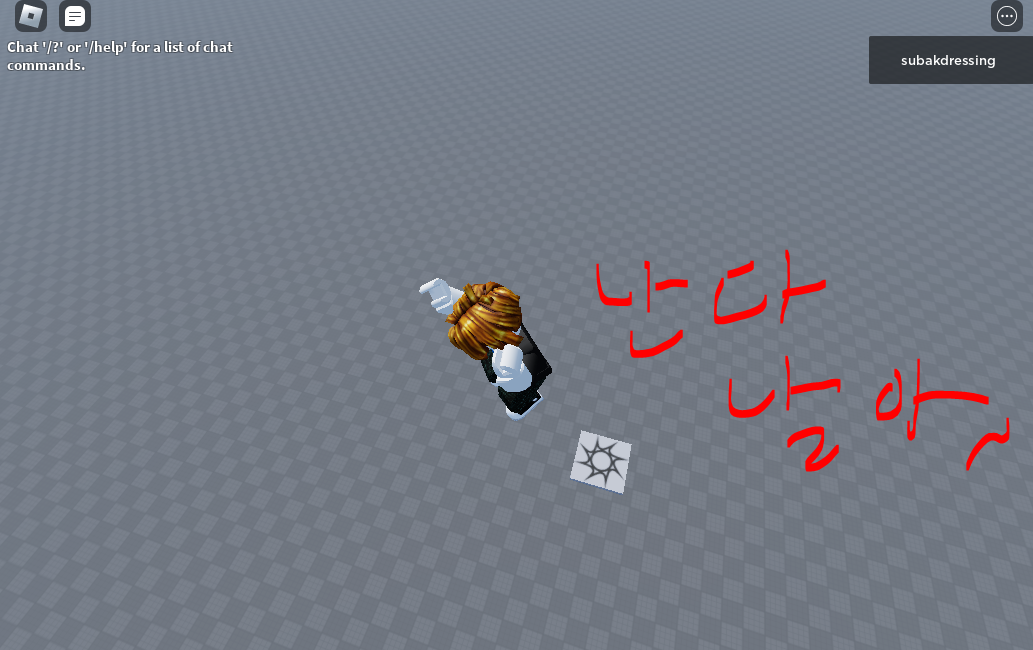 Chat '/?' or '/help' for a list of chat
commands.
subakdressing
난다
날아~